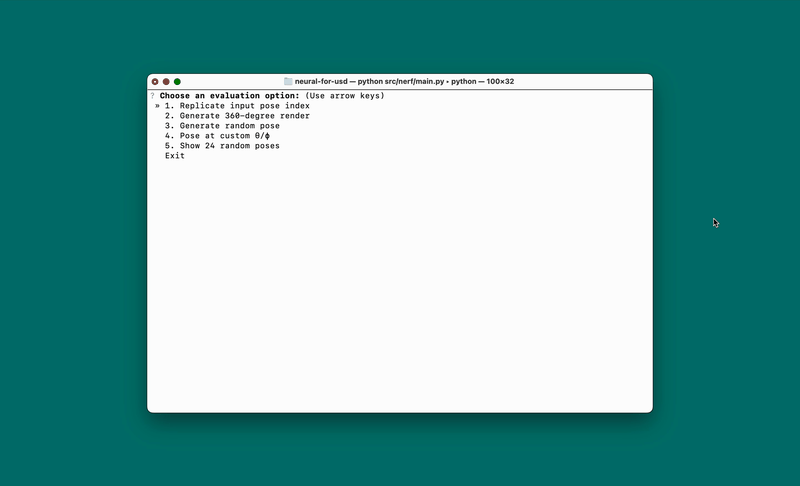 neural-for-usd — python src/nerf/main.py • python — 100×32
? Choose an evaluation option: (Use arrow keys)
» 1. Replicate input pose index
2. Generate 360-degree render
3. Generate random pose
4. Pose at custom θ/ϕ
5. Show 24 random poses
Exit